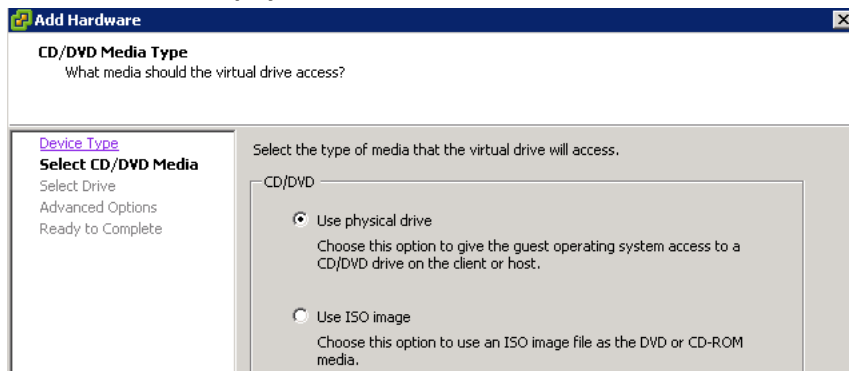 Add Hardware
CD/DVD Media Type
What media should the virtual drive access?
Device Type
Select CD/DVD Media
Select Drive
Advanced Options
Ready to Complete
Select the type of media that the virtual drive will access.
CD/DVD
Use physical drive
Choose this option to give the guest operating system access to a
CD/DVD drive on the client or host.
Use ISO image
Choose this option to use an ISO image file as the DVD or CD-ROM
media.